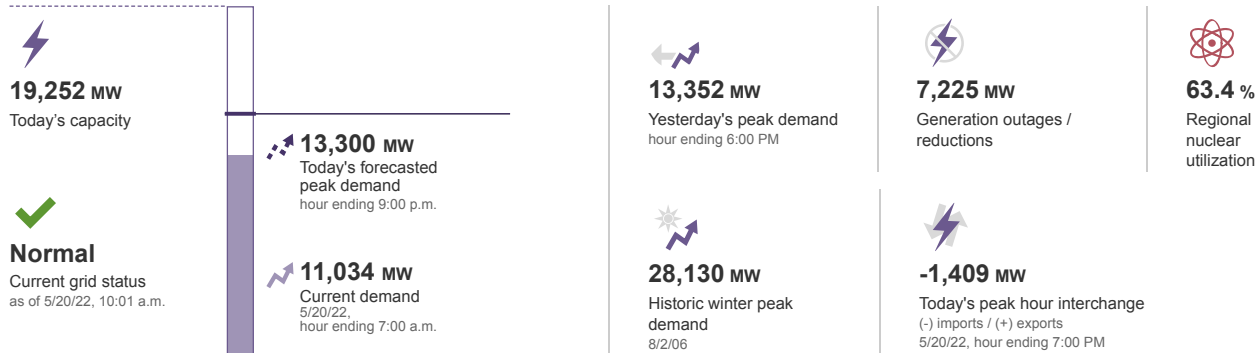 19,252 MW
Today's capacity
Normal
Current grid status
as of 5/20/22, 10:01 a.m.
13,300 MW
Today's forecasted
peak demand
hour ending 9:00 p.m.
11,034 MW
Current demand
5/20/22,
hour ending 7:00 a.m.
13,352 MW
Yesterday's peak demand
hour ending 6:00 PM
7,225 MW
Generation outages /
reductions
63.4 %
Regional
nuclear
utilization
28,130 MW
Historic winter peak
demand
8/2/06
-1,409 MW
Today's peak hour interchange
(-) imports / (+) exports
5/20/22, hour ending 7:00 PM